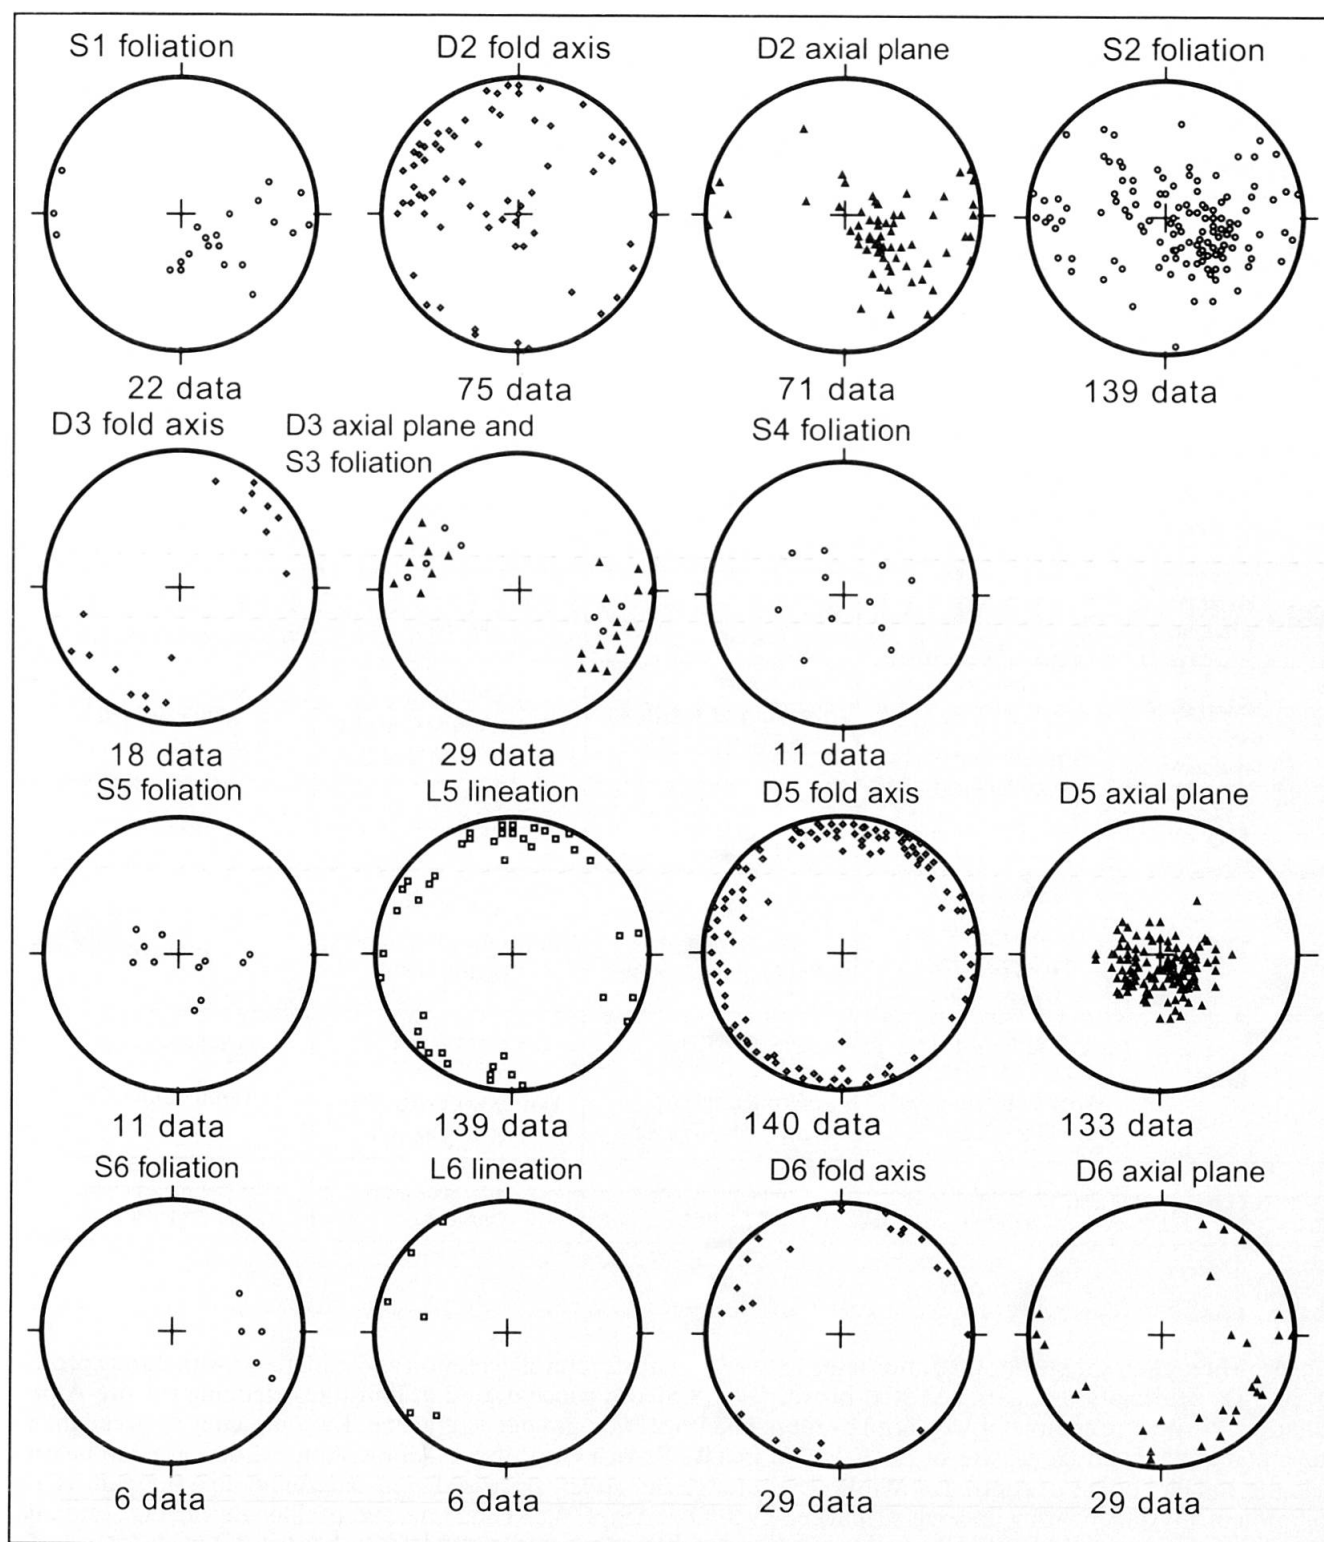 S1 foliation
D2 fold axis
D2 axial plane
S2 foliation
22 data
75 data
71 data
139 data
D3 fold axis
D3 axial plane and
S3 foliation
S4 foliation
18 data
29 data
11 data
S5 foliation
L5 lineation
D5 fold axis
D5 axial plane
11 data
139 data
140 data
133 data
S6 foliation
L6 lineation
D6 fold axis
D6 axial plane
6 data
6 data
29 data
29 data